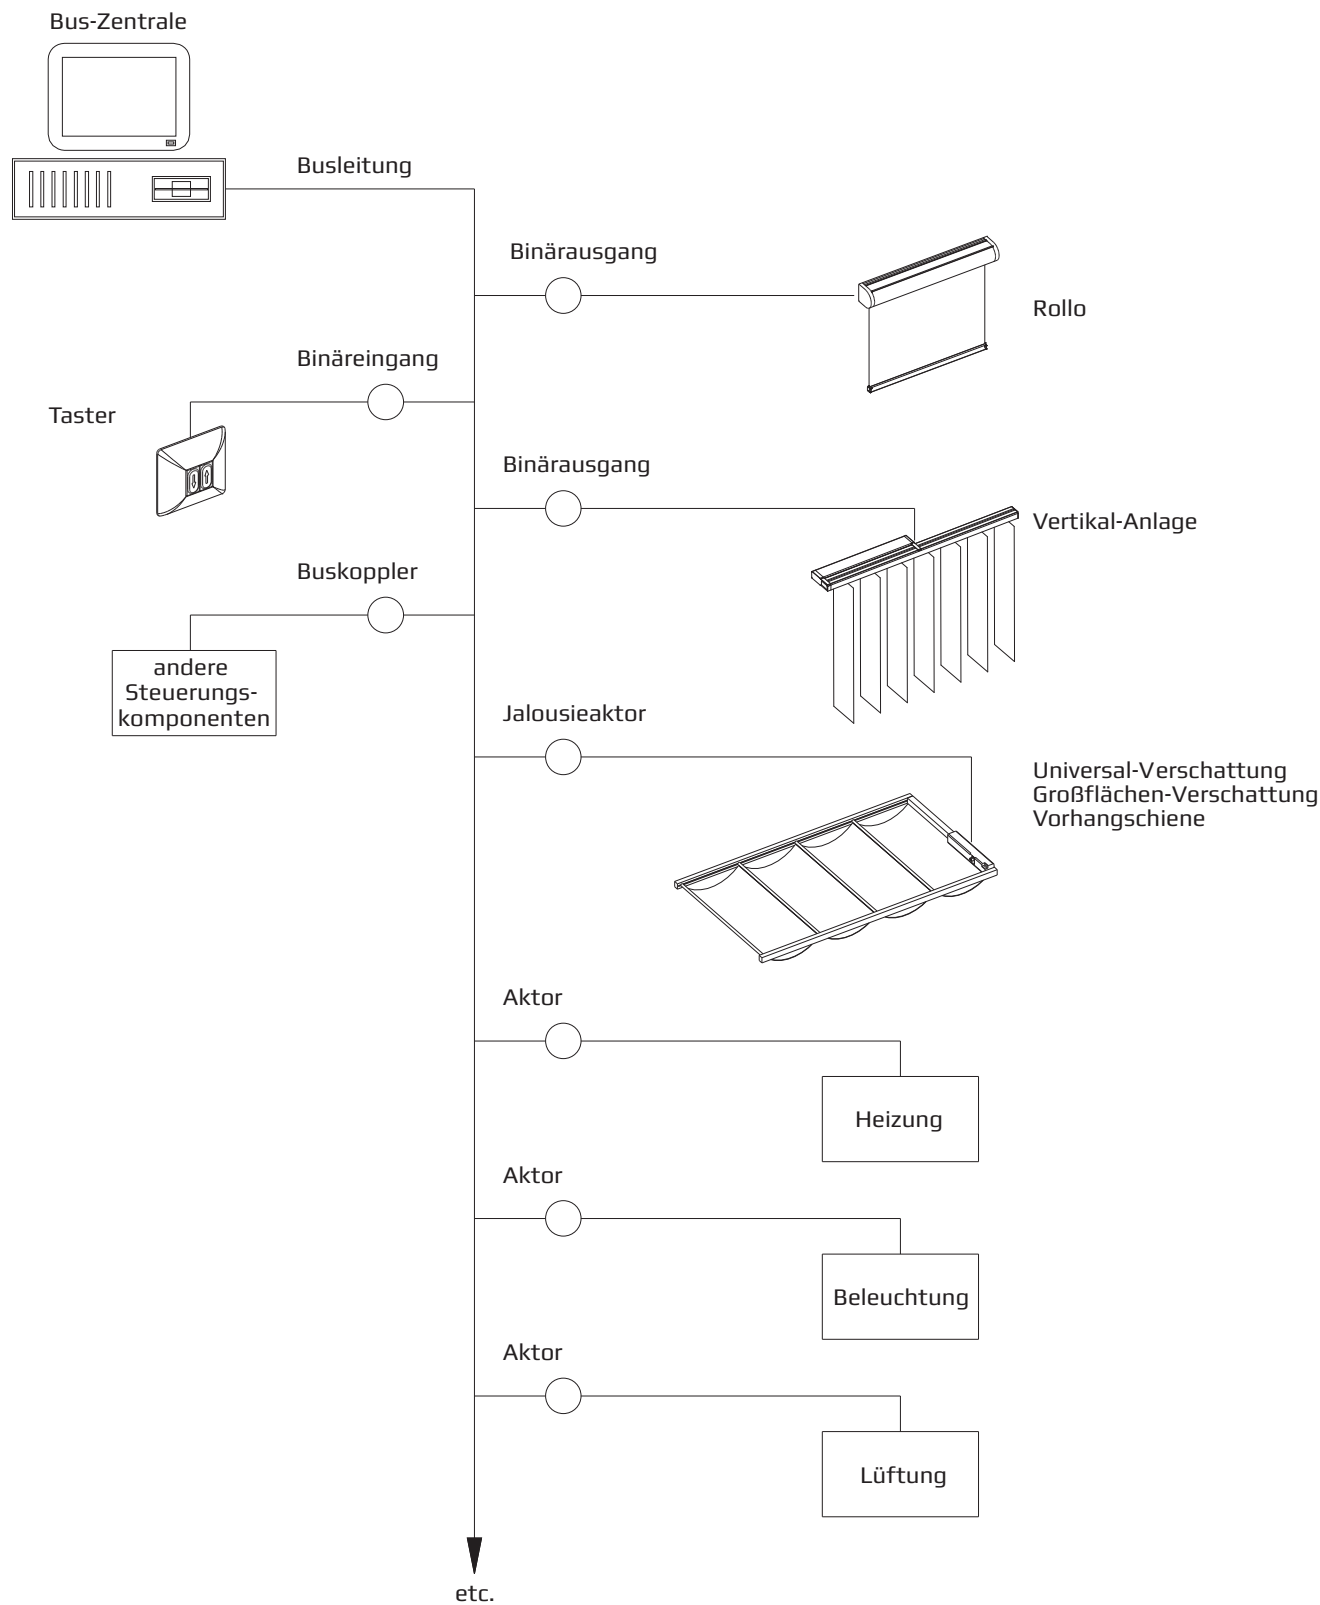 Bus-Zentrale
Busleitung
Binärausgang
Rollo
Binäreingang
Taster
Binärausgang
Vertikal-Anlage
Buskoppler
andere
Steuerungs-
komponenten
Jalousieaktor
Universal-Verschattung
Großflächen-Verschattung
Vorhangschiene
Aktor
Heizung
Aktor
Beleuchtung
Aktor
Lüftung
etc.